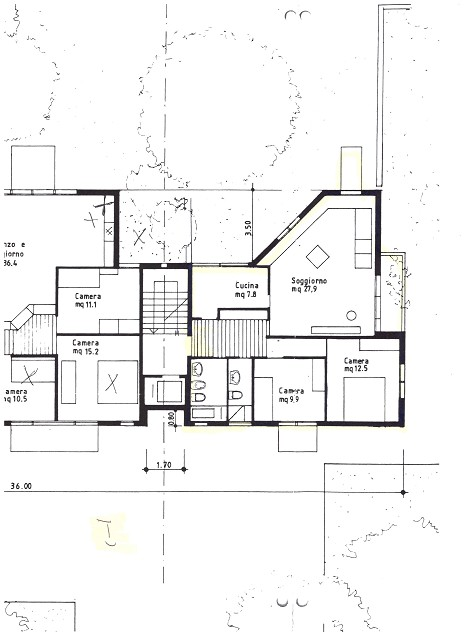 nzo e
giorno
36.4
3.50
Cucina
mq 7.8
Soggiorno
mq 27,9
Camera
mq 11.1
Camera
mq 15.2
Camera
mq 12.5
Camera
mq 10.5
Camera
mq 9.9
0.80
1.70
36.00